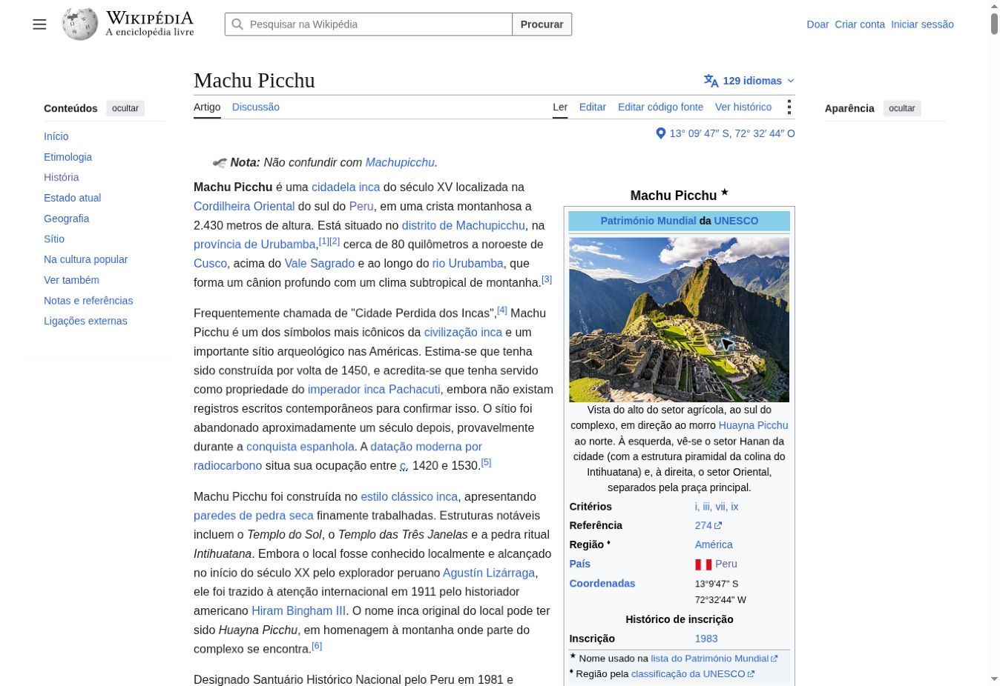 WIKIPÉDIA
A enciclopédia livre
Pesquisar na Wikipédia
Procurar
Doar Criar conta Iniciar sessão
Machu Picchu
129 idiomas
Conteúdos ocultar
Início
Etimologia
História
Estado atual
Geografia
Sítio
Na cultura popular
Ver também
Notas e referências
Ligações externas
Artigo Discussão
Ler Editar Editar código fonte Ver histórico
Aparência ocultar
13° 09′ 47″ S, 72° 32′ 44″ O
Nota: Não confundir com Machupicchu.
Machu Picchu é uma cidadela inca do século XV localizada na
Cordilheira Oriental do sul do Peru, em uma crista montanhosa a
2.430 metros de altura. Está situado no distrito de Machupicchu, na
província de Urubamba,[1][2] cerca de 80 quilômetros a noroeste de
Cusco, acima do Vale Sagrado e ao longo do rio Urubamba, que
forma um cânion profundo com um clima subtropical de montanha.[3]
Frequentemente chamada de "Cidade Perdida dos Incas",[4] Machu
Picchu é um dos símbolos mais icônicos da civilização inca e um
importante sítio arqueológico nas Américas. Estima-se que tenha
sido construída por volta de 1450, e acredita-se que tenha servido
como propriedade do imperador inca Pachacuti, embora não existam
registros escritos contemporâneos para confirmar isso. O sítio foi
abandonado aproximadamente um século depois, provavelmente
durante a conquista espanhola. A datação moderna por
radiocarbono situa sua ocupação entre c. 1420 e 1530.[5]
Machu Picchu foi construída no estilo clássico inca, apresentando
paredes de pedra seca finamente trabalhadas. Estruturas notáveis
incluem o Templo do Sol, o Templo das Três Janelas e a pedra ritual
Intihuatana. Embora o local fosse conhecido localmente e alcançado
no início do século XX pelo explorador peruano Agustín Lizárraga,
ele foi trazido à atenção internacional em 1911 pelo historiador
americano Hiram Bingham III. O nome inca original do local pode ter
sido Huayna Picchu, em homenagem à montanha onde parte do
complexo se encontra.[6]
Designado Santuário Histórico Nacional pelo Peru em 1981 e
Machu Picchu ★
Património Mundial da UNESCO
Vista do alto do setor agrícola, ao sul do
complexo, em direção ao morro Huayna Picchu
ao norte. À esquerda, vê-se o setor Hanan da
cidade (com a estrutura piramidal da colina do
Intihuatana) e, à direita, o setor Oriental,
separados pela praça principal.
Critérios i, iii, vii, ix
Referência 274
Região ♦ América
País Peru
Coordenadas 13°9'47" S
72°32'44" W
Histórico de inscrição
Inscrição 1983
★ Nome usado na lista do Património Mundial
♦ Região pela classificação da UNESCO